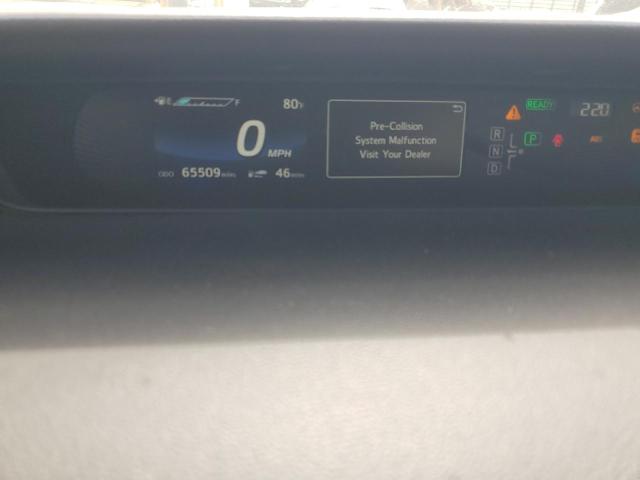 E F 80°F
0 MPH
ODO 65509 miles 46 miles
Pre-Collision
System Malfunction
Visit Your Dealer
READY 2:20
R P
N
D